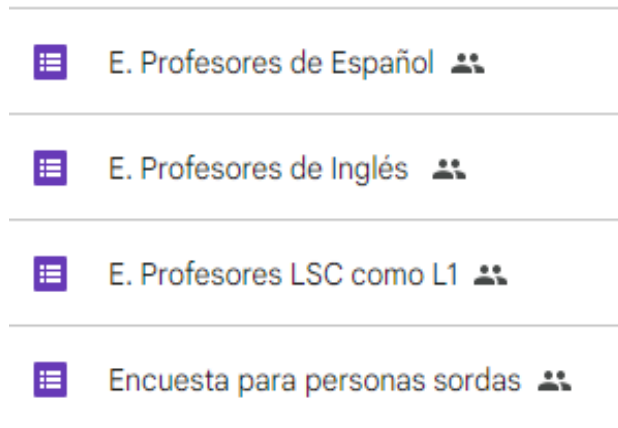 E. Profesores de Español
E. Profesores de Inglés
E. Profesores LSC como L1
Encuesta para personas sordas